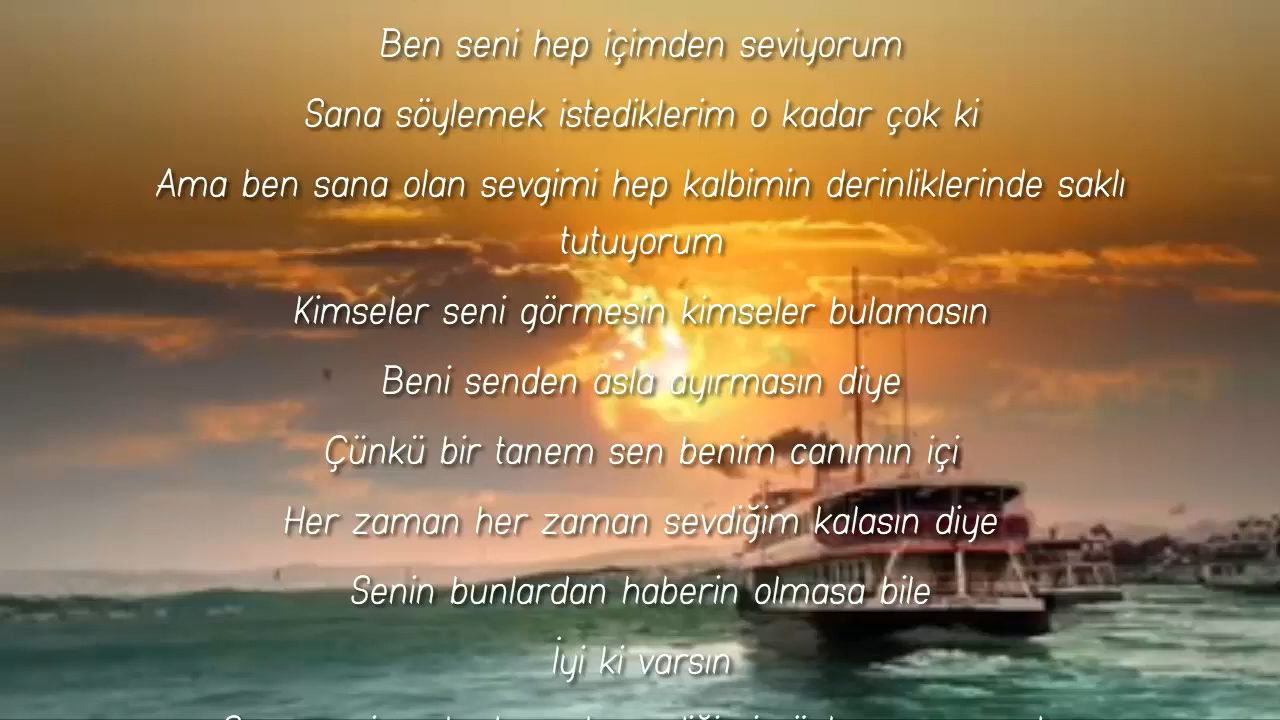 Ben seni hep içimden seviyorum
Sana söylemek istediklerim o kadar çok ki
Ama ben sana olan sevgimi hep kalbimin derinliklerinde saklı
tutuyorum
Kimseler seni görmesin kimseler bulamasın
Beni senden asla ayırmasın diye
Çünkü bir tanem sen benim canımın içi
Her zaman her zaman sevdiğim kalasın diye
Senin bunlardan haberin olmasa bile
İyi ki varsın